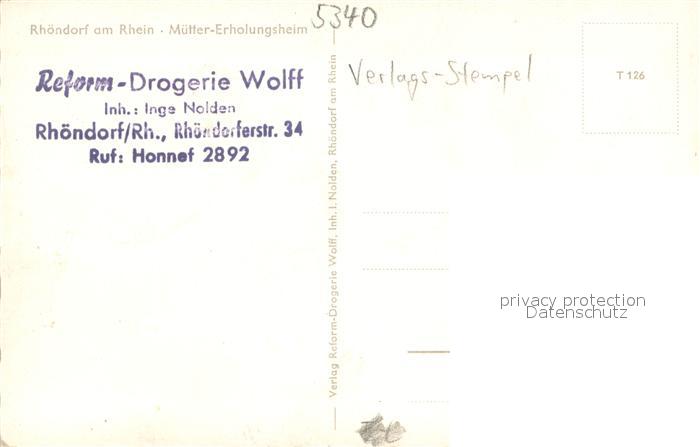 5340
Rhöndorf am Rhein · Mütter-Erholungsheim
Reform-Drogerie Wolff
Inh.: Inge Nolden
Rhöndorf/Rh., Rhöndorferstr. 34
Ruf: Honnef 2892
Verlag Reform-Drogerie Wolff, Inh. I. Nolden, Rhöndorf am Rhein
Verlags-Stempel
T 126
privacy protection
Datenschutz